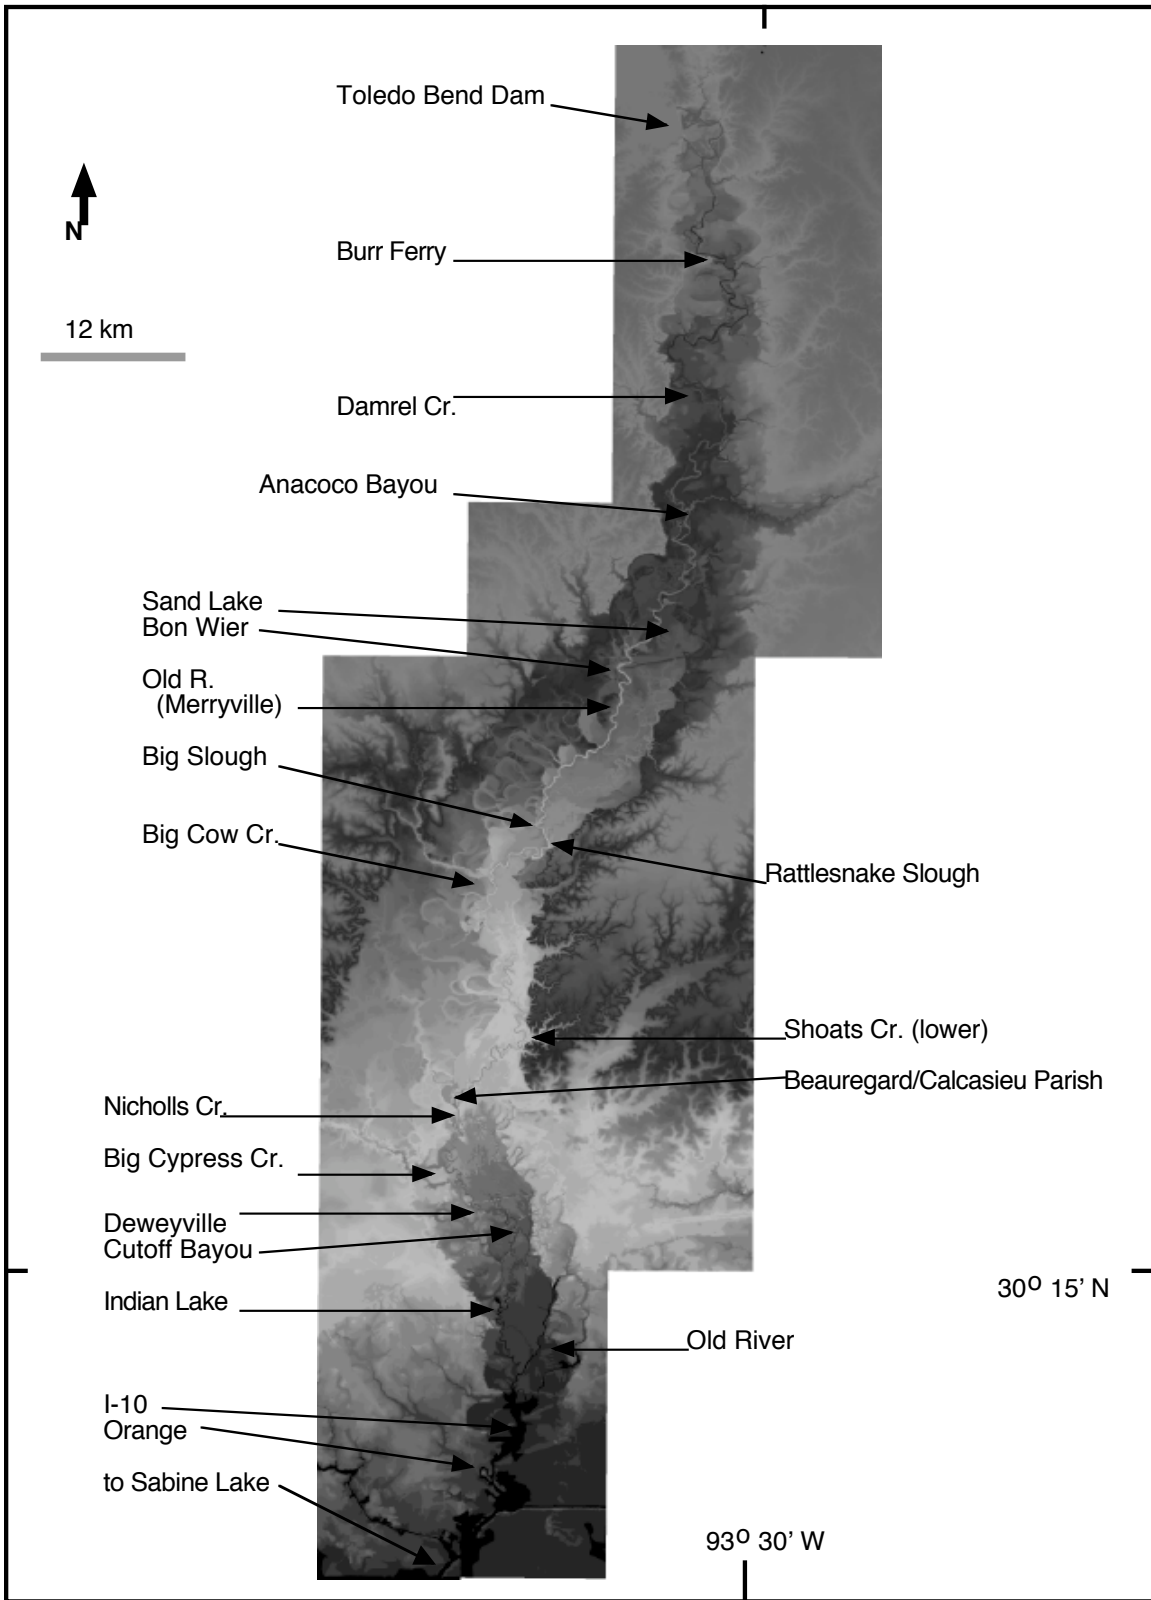 Toledo Bend Dam
N
Burr Ferry
12 km
Damrel Cr.
Anacoco Bayou
Sand Lake
Bon Wier
Old R.
(Merryville)
Big Slough
Big Cow Cr.
Rattlesnake Slough
Shoats Cr. (lower)
Beauregard/Calcasieu Parish
Nicholls Cr.
Big Cypress Cr.
Deweyville
Cutoff Bayou
30º 15’ N
Indian Lake
Old River
I-10
Orange
to Sabine Lake
93º 30’ W